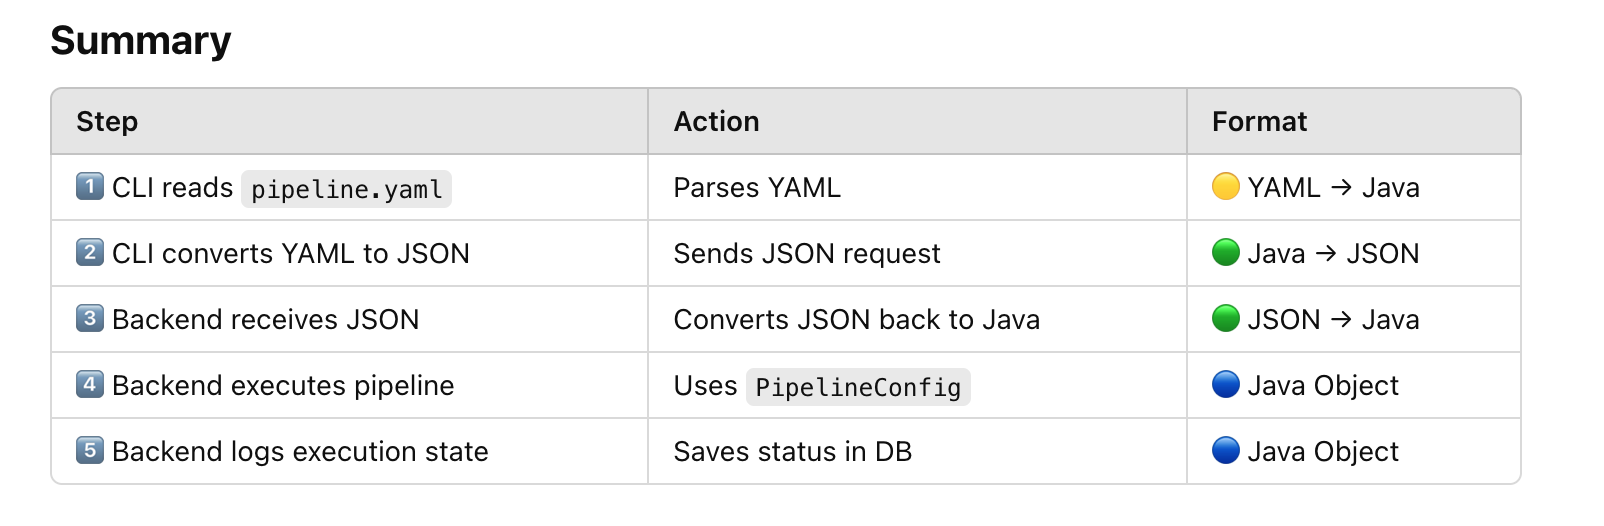 Summary
Step Action Format
1 CLI reads pipeline.yaml Parses YAML YAML → Java
2 CLI converts YAML to JSON Sends JSON request Java → JSON
3 Backend receives JSON Converts JSON back to Java JSON → Java
4 Backend executes pipeline Uses PipelineConfig Java Object
5 Backend logs execution state Saves status in DB Java Object